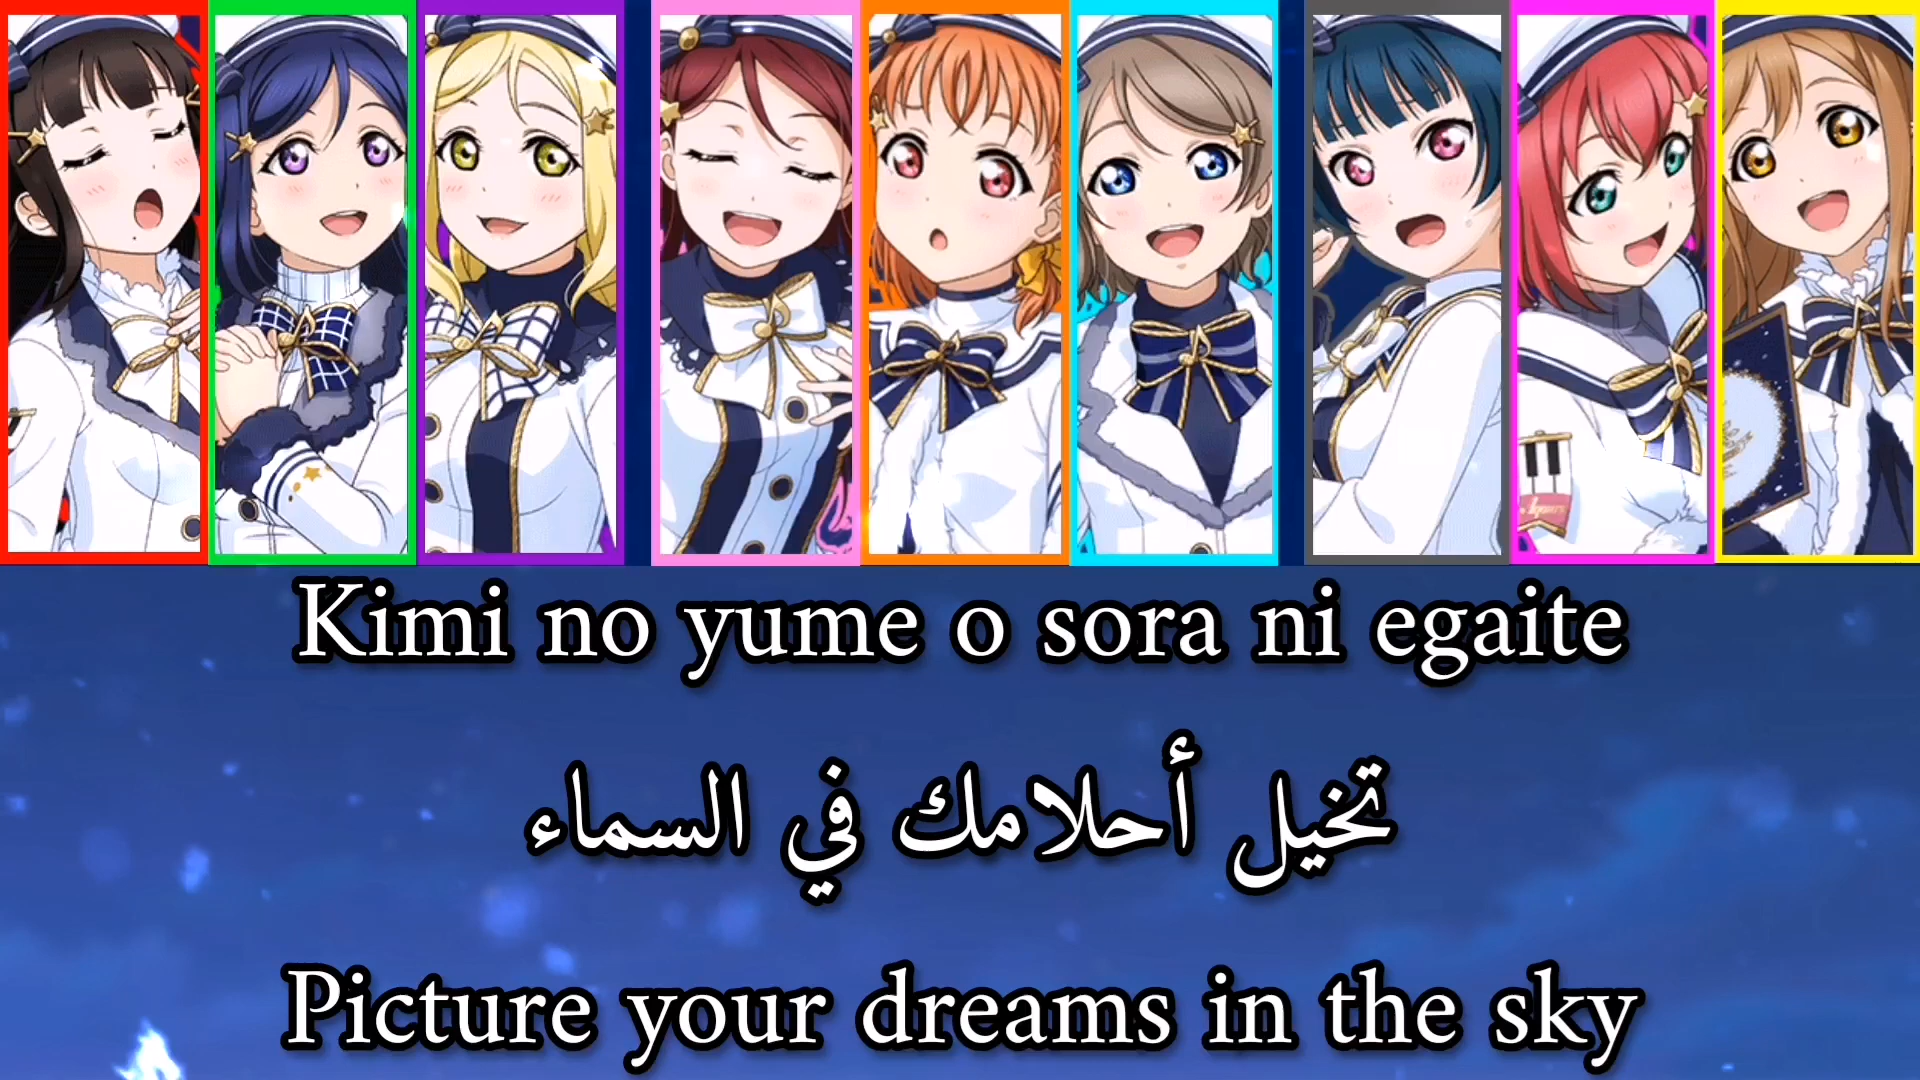 Kimi no yume o sora ni egaite
تخيل أحلامك في السماء
Picture your dreams in the sky